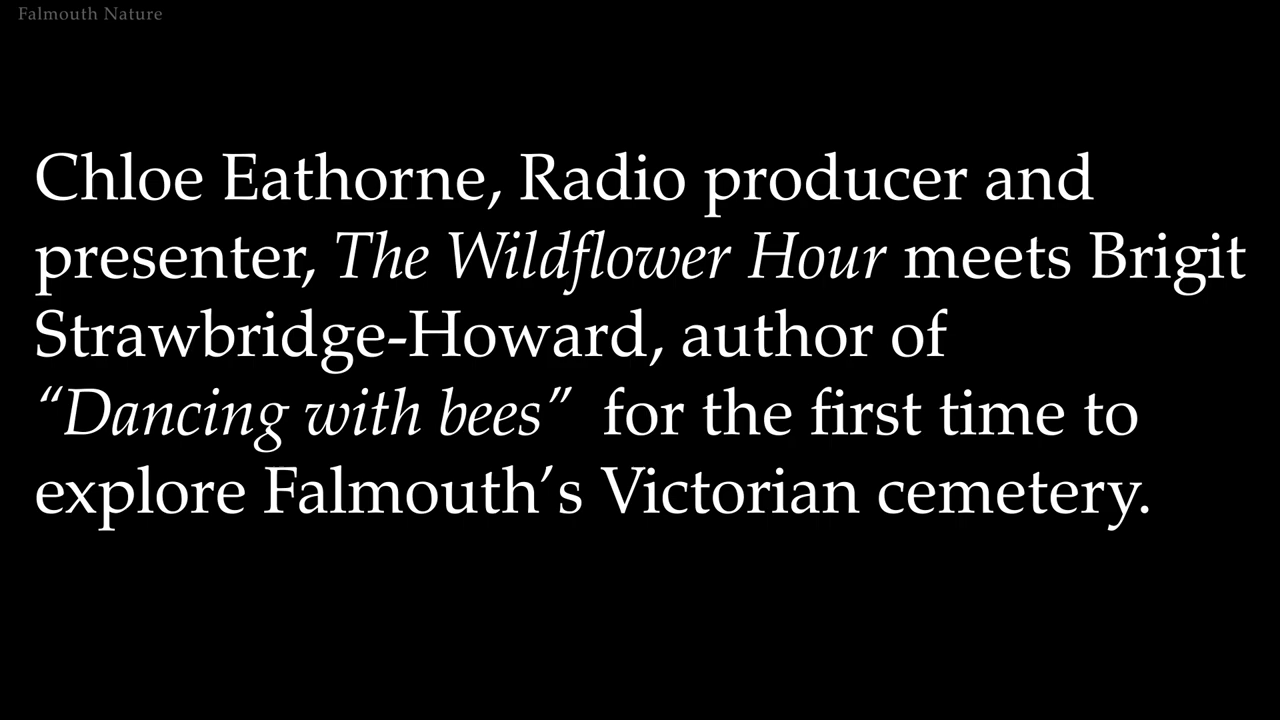 Falmouth Nature
Chloe Eathorne, Radio producer and
presenter, The Wildflower Hour meets Brigit
Strawbridge-Howard, author of
“Dancing with bees” for the first time to
explore Falmouth’s Victorian cemetery.